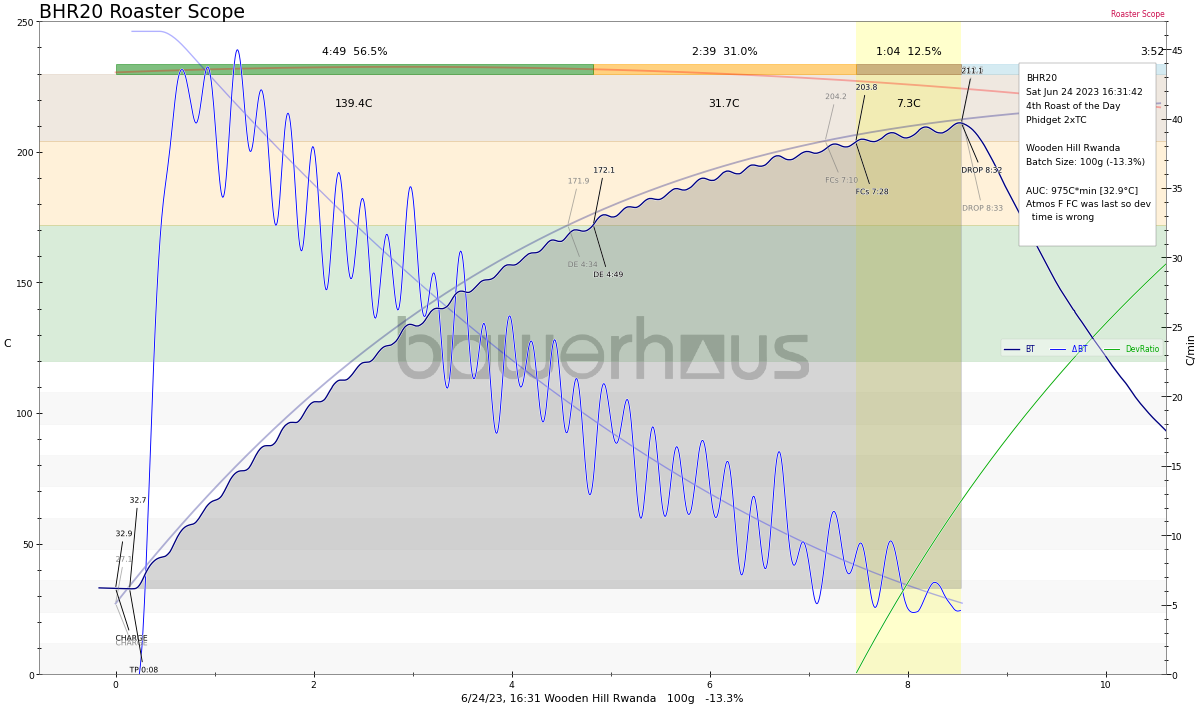 BHR20 Roaster Scope
Roaster Scope
250
200
150
100
50
0
C
45
40
35
30
25
20
15
10
5
0
C/min
4:49 56.5%
2:39 31.0%
1:04 12.5%
3:52
139.4C
31.7C
7.3C
BHR20
Sat Jun 24 2023 16:31:42
4th Roast of the Day
Phidget 2xTC
Wooden Hill Rwanda
Batch Size: 100g (-13.3%)
AUC: 975C*min [32.9°C]
Atmos F FC was last so dev
time is wrong
204.2
203.8
FCs 7:10
FCs 7:28
DROP 8:32
DROP 8:33
171.9
172.1
DE 4:34
DE 4:49
bawerhaus
BT
ΔBT
DevRatio
32.7
32.9
CHARGE
CHARGE
TP 0:08
0
2
4
6
8
10
6/24/23, 16:31 Wooden Hill Rwanda 100g -13.3%